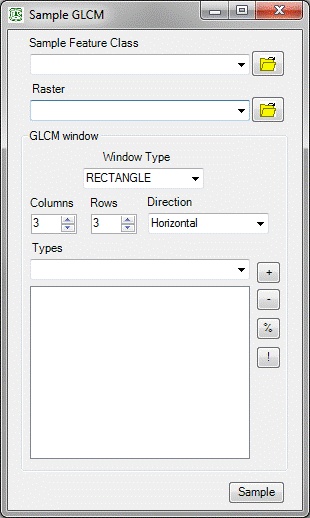 Sample GLCM
Sample Feature Class
Raster
GLCM window
Window Type
RECTANGLE
Columns Rows Direction
3 3 Horizontal
Types
+
-
%
!
Sample